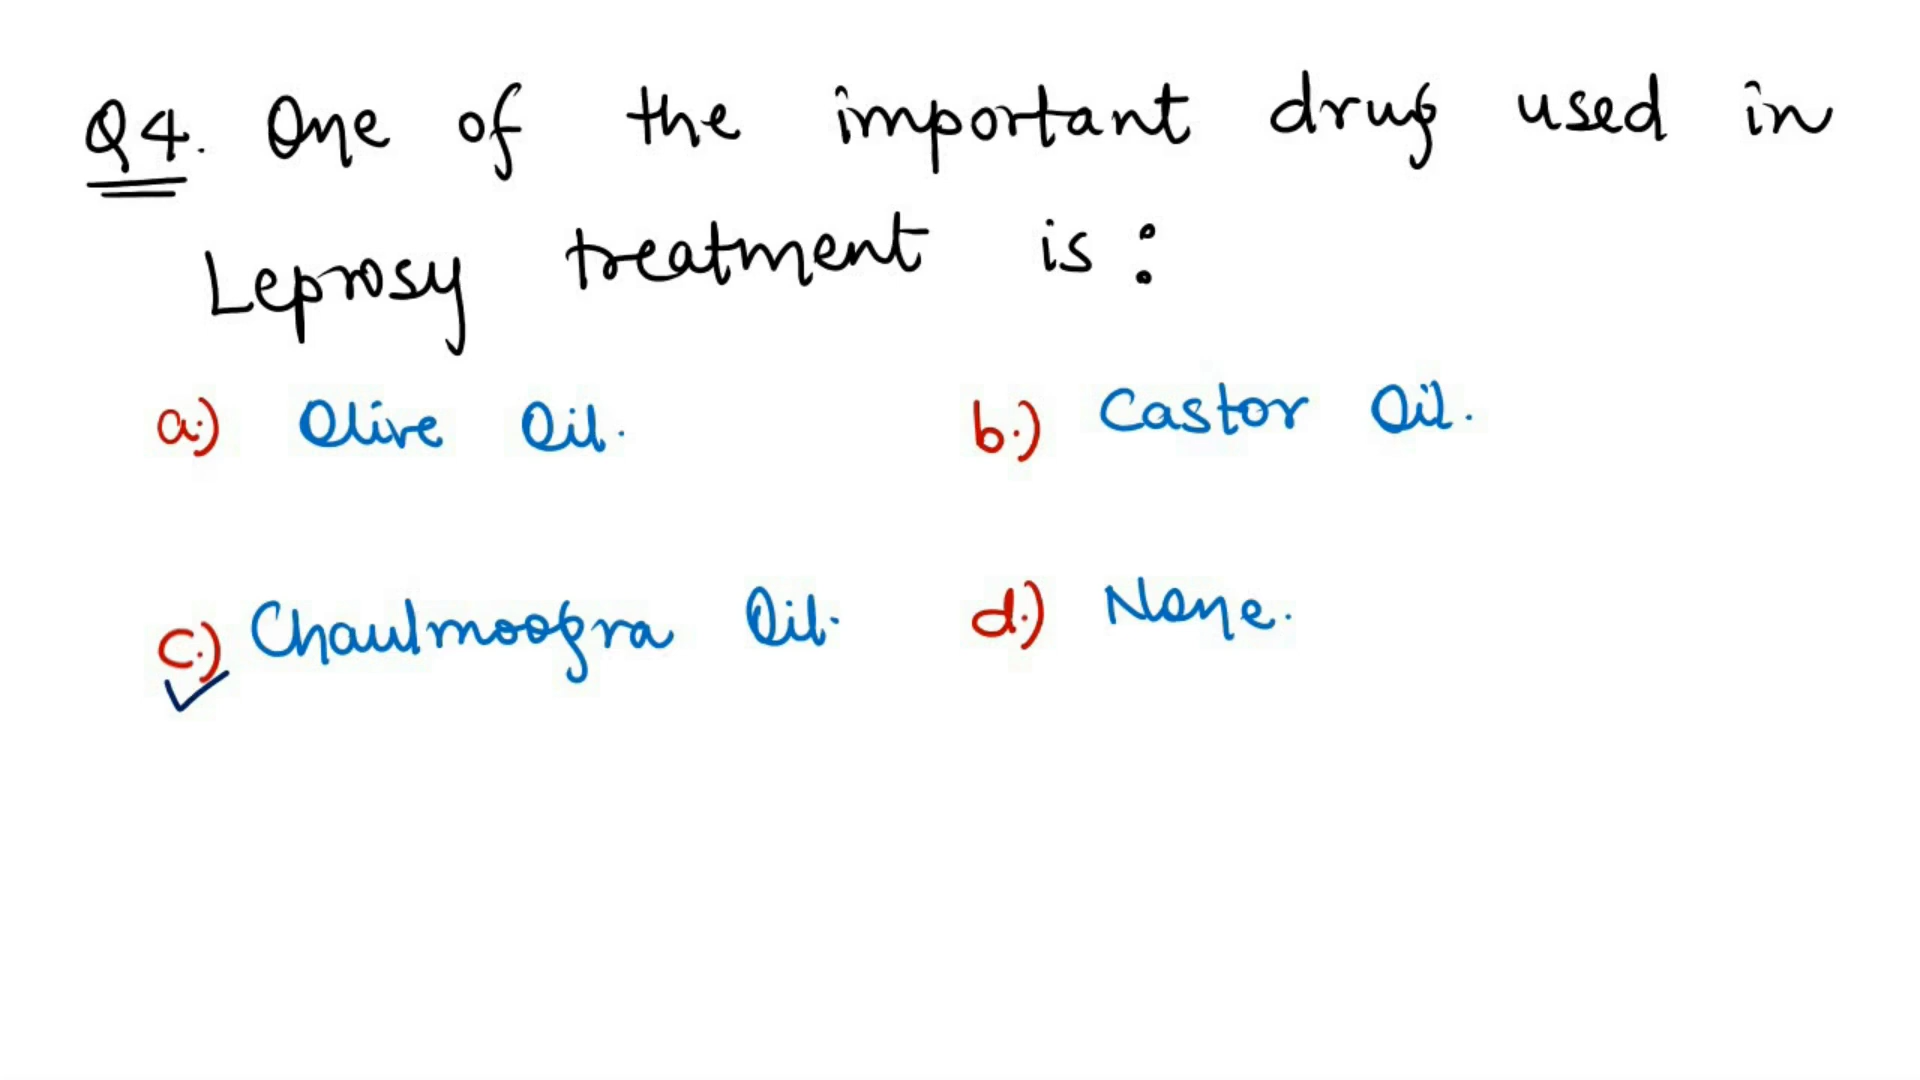 Q4. One of the important drug used in
Leprosy treatment is :
a.) Olive Oil. b.) Castor Oil.
c.) Chaulmoogra Oil. d.) None.